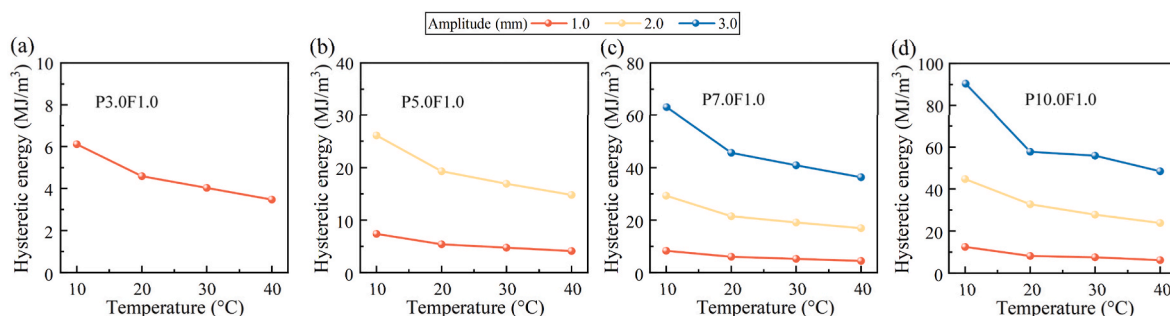 Amplitude (mm) 1.0 2.0 3.0
(a)
Hysteretic energy (MJ/m³)
10
8
6
4
2
0
P3.0F1.0
10 20 30 40
Temperature (°C)
(b)
Hysteretic energy (MJ/m³)
40
30
20
10
0
P5.0F1.0
10 20 30 40
Temperature (°C)
(c)
Hysteretic energy (MJ/m³)
80
60
40
20
0
P7.0F1.0
10 20 30 40
Temperature (°C)
(d)
Hysteretic energy (MJ/m³)
100
80
60
40
20
0
P10.0F1.0
10 20 30 40
Temperature (°C)